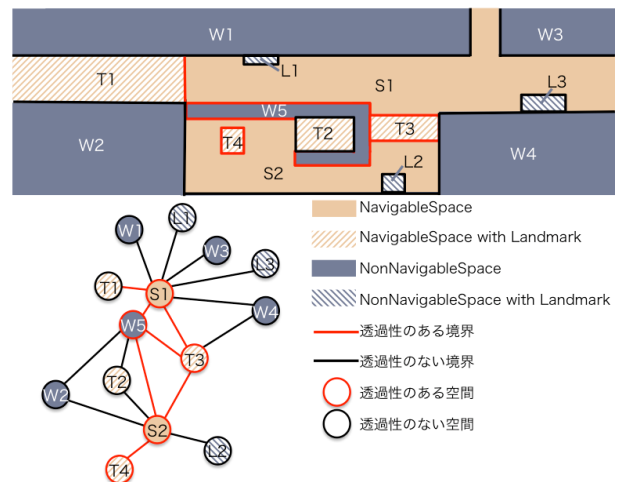 W1
W3
T1
L1
S1
L3
W5
T2
T3
W2
T4
W4
S2
L2
NavigableSpace
NavigableSpace with Landmark
NonNavigableSpace
NonNavigableSpace with Landmark
透過性のある境界
透過性のない境界
透過性のある空間
透過性のない空間
L1
W1
W3
L3
T1
S1
W5
W4
T3
T2
W2
S2
L2
T4